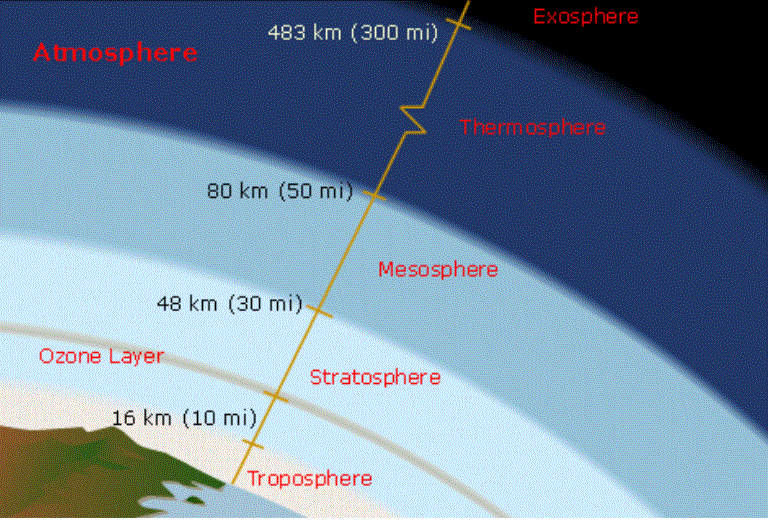 Exosphere
483 km (300 mi)
Atmosphere
Thermosphere
80 km (50 mi)
Mesosphere
48 km (30 mi)
Ozone Layer
Stratosphere
16 km (10 mi)
Troposphere